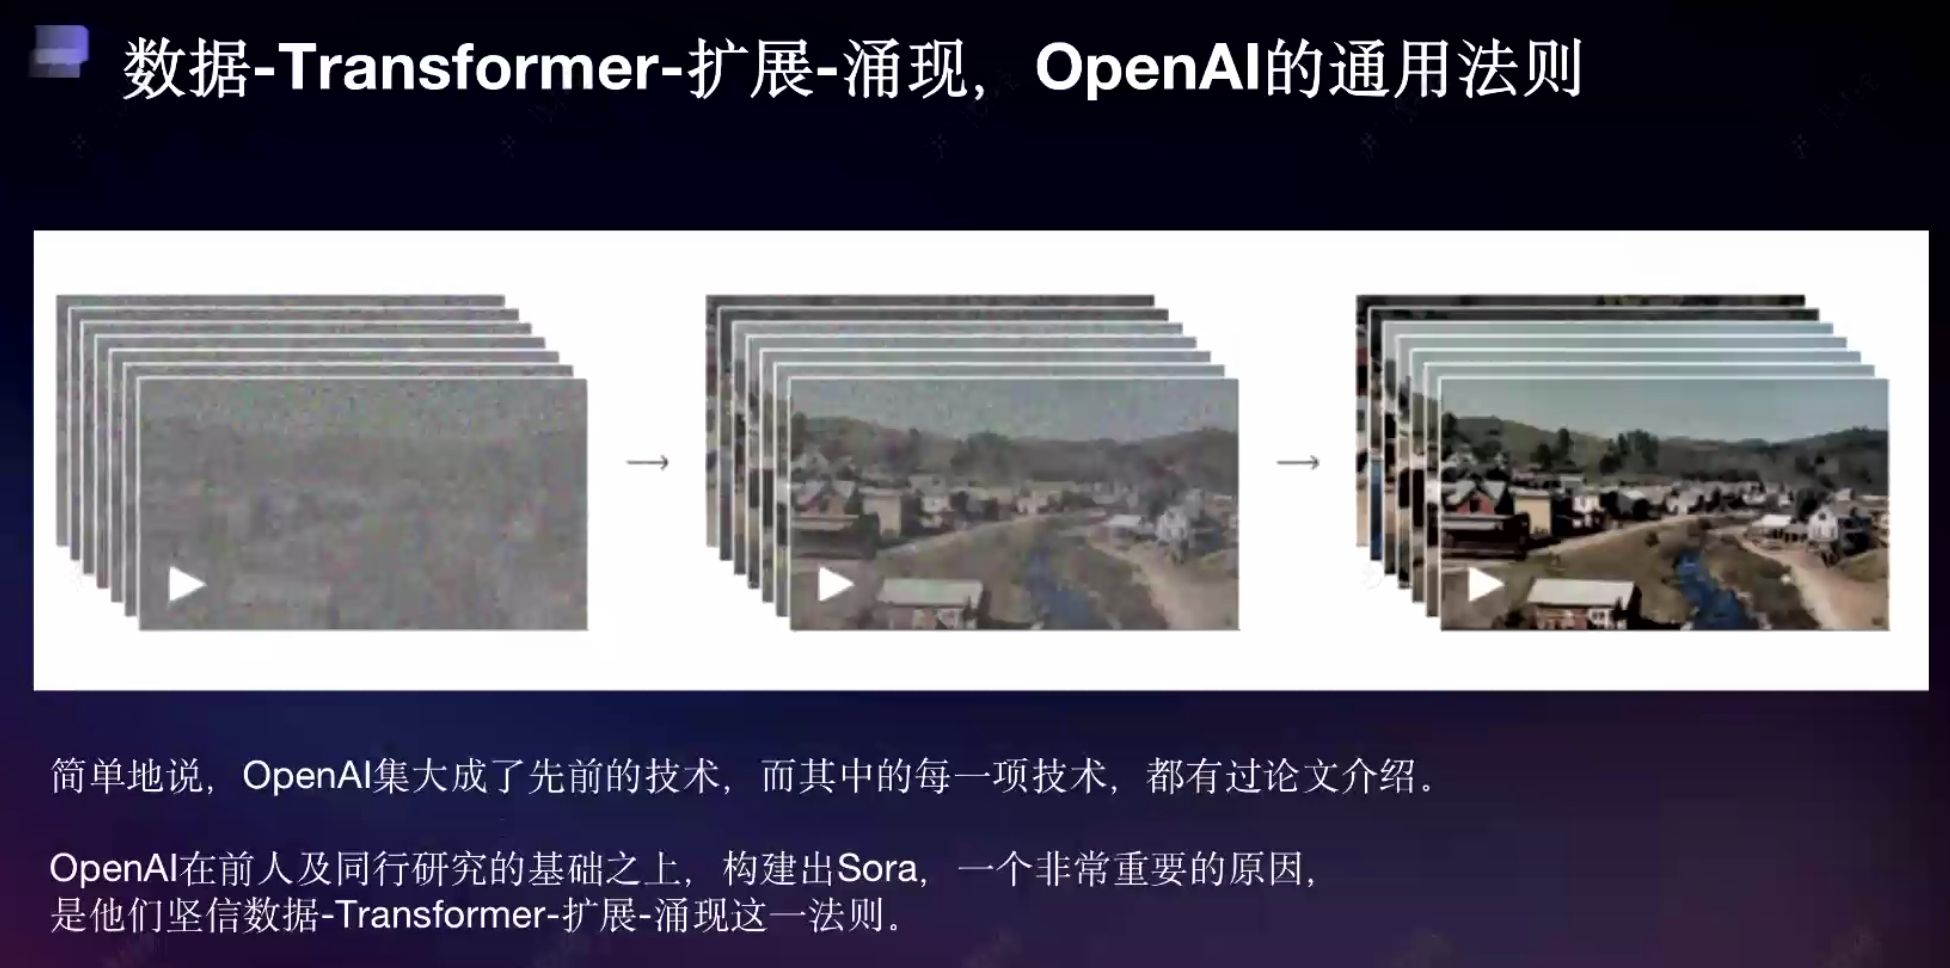 数据-Transformer-扩展-涌现，OpenAI的通用法则
简单地说，OpenAI集大成了先前的技术，而其中的每一项技术，都有过论文介绍。
OpenAI在前人及同行研究的基础之上，构建出Sora，一个非常重要的原因，
是他们坚信数据-Transformer-扩展-涌现这一法则。